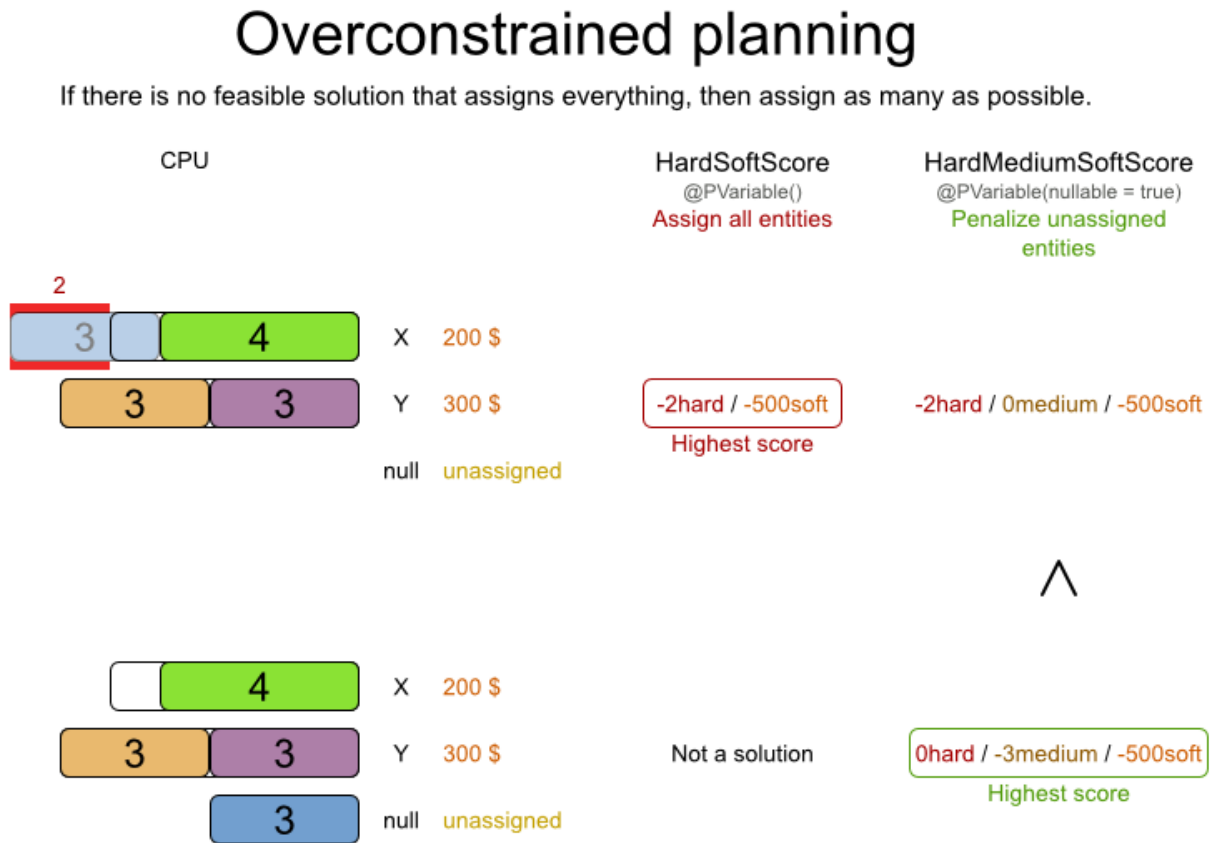 Overconstrained planning
If there is no feasible solution that assigns everything, then assign as many as possible.
CPU
HardSoftScore
@PVariable()
Assign all entities
HardMediumSoftScore
@PVariable(nullable = true)
Penalize unassigned
entities
2
3 4 X 200 $
3 3 Y 300 $ -2hard / -500soft -2hard / 0medium / -500soft
Highest score
null unassigned
<
4 X 200 $
3 3 Y 300 $ Not a solution 0hard / -3medium / -500soft
Highest score
3 null unassigned